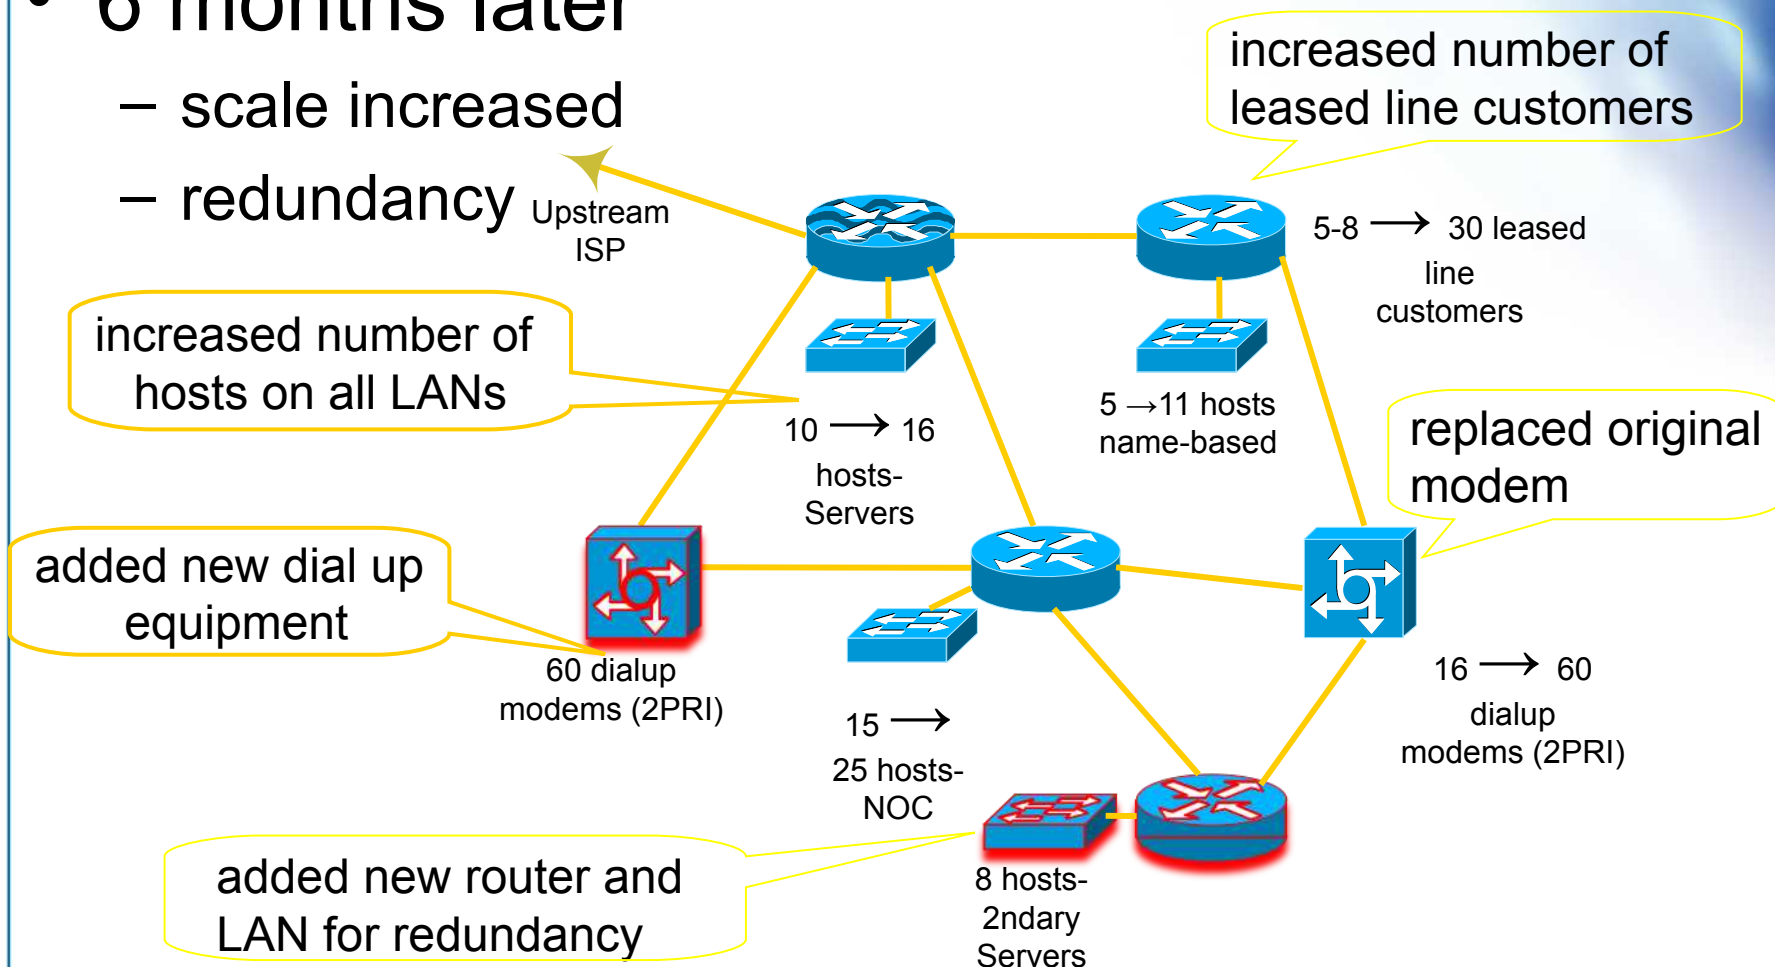 • 6 months later
– scale increased
– redundancy
Upstream
ISP
increased number of
leased line customers
5-8 → 30 leased
line
customers
increased number of
hosts on all LANs
10 → 16
hosts-
Servers
5 →11 hosts
name-based
replaced original
modem
added new dial up
equipment
60 dialup
modems (2PRI)
15 →
25 hosts-
NOC
16 → 60
dialup
modems (2PRI)
added new router and
LAN for redundancy
8 hosts-
2ndary
Servers